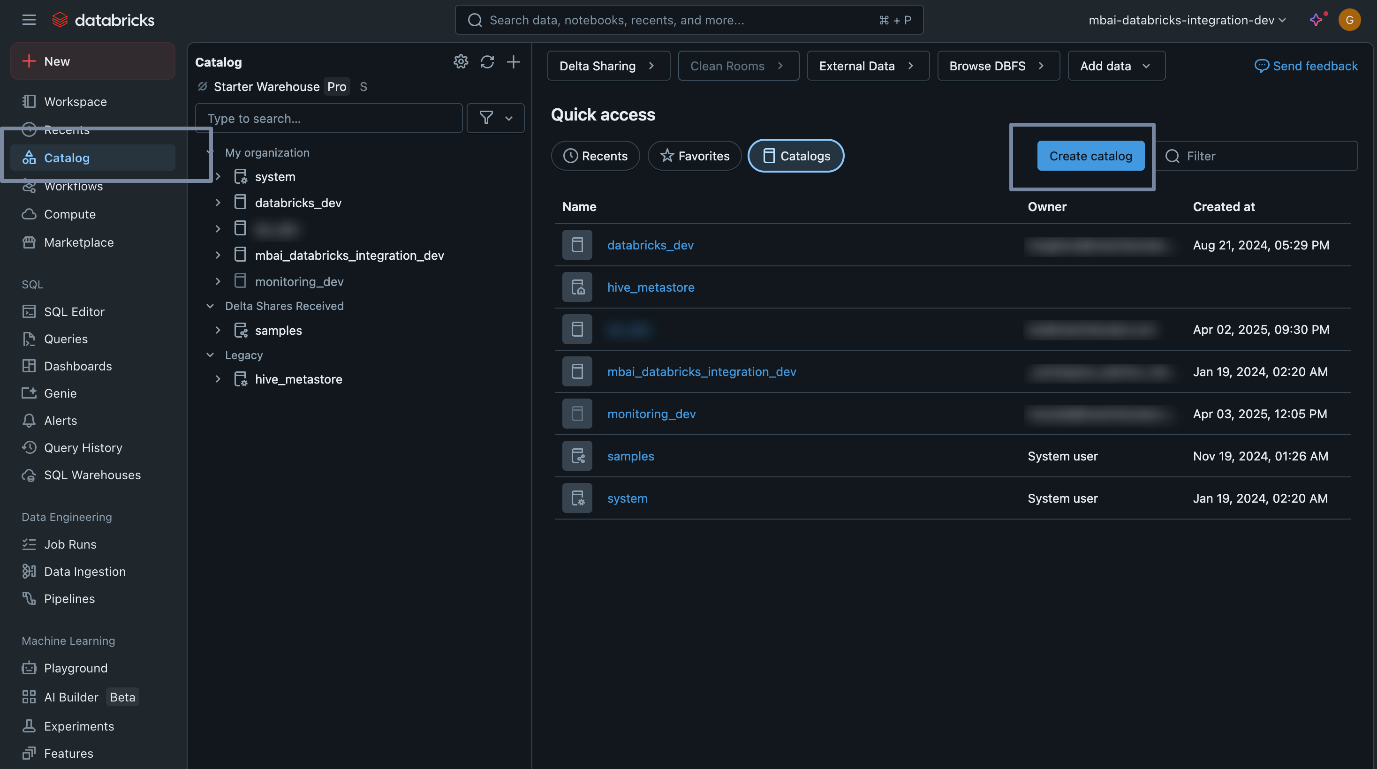 databricks
Search data, notebooks, recents, and more... ⌘ + P
mbai-databricks-integration-dev
G
New
Workspace
Recents
Catalog
Workflows
Compute
Marketplace
SQL
SQL Editor
Queries
Dashboards
Genie
Alerts
Query History
SQL Warehouses
Data Engineering
Job Runs
Data Ingestion
Pipelines
Machine Learning
Playground
AI Builder Beta
Experiments
Features
Catalog
Starter Warehouse Pro S
Type to search...
My organization
system
databricks_dev
mbai_databricks_integration_dev
monitoring_dev
Delta Shares Received
samples
Legacy
hive_metastore
Delta Sharing Clean Rooms External Data Browse DBFS Add data Send feedback
Quick access
Recents Favorites Catalogs Create catalog Filter
Name Owner Created at
databricks_dev Aug 21, 2024, 05:29 PM
hive_metastore
Apr 02, 2025, 09:30 PM
mbai_databricks_integration_dev Jan 19, 2024, 02:20 AM
monitoring_dev Apr 03, 2025, 12:05 PM
samples System user Nov 19, 2024, 01:26 AM
system System user Jan 19, 2024, 02:20 AM